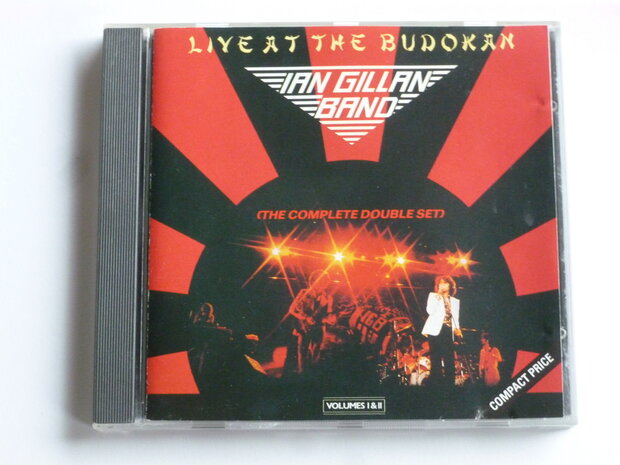 LIVE AT THE BUDOKAN
IAN GILLAN
BAND
(THE COMPLETE DOUBLE SET)
VOLUMES I & II
COMPACT PRICE